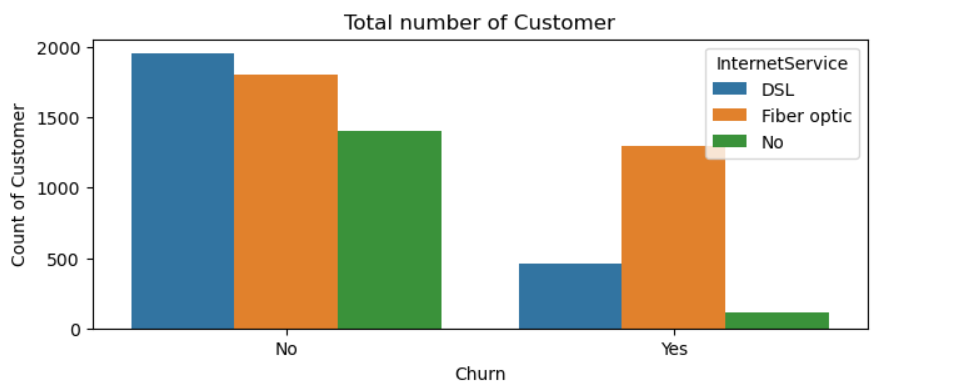 Total number of Customer
2000
1500
1000
500
0
Count of Customer
InternetService
DSL
Fiber optic
No
No
Yes
Churn